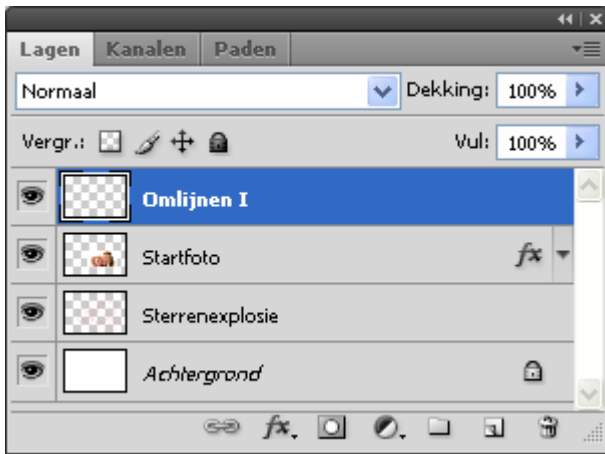 Lagen Kanalen Paden
Normaal Dekking: 100%
Vergr.: Vul: 100%
Omlijnen I
Startfoto fx
Sterrenexplosie
Achtergrond
fx.